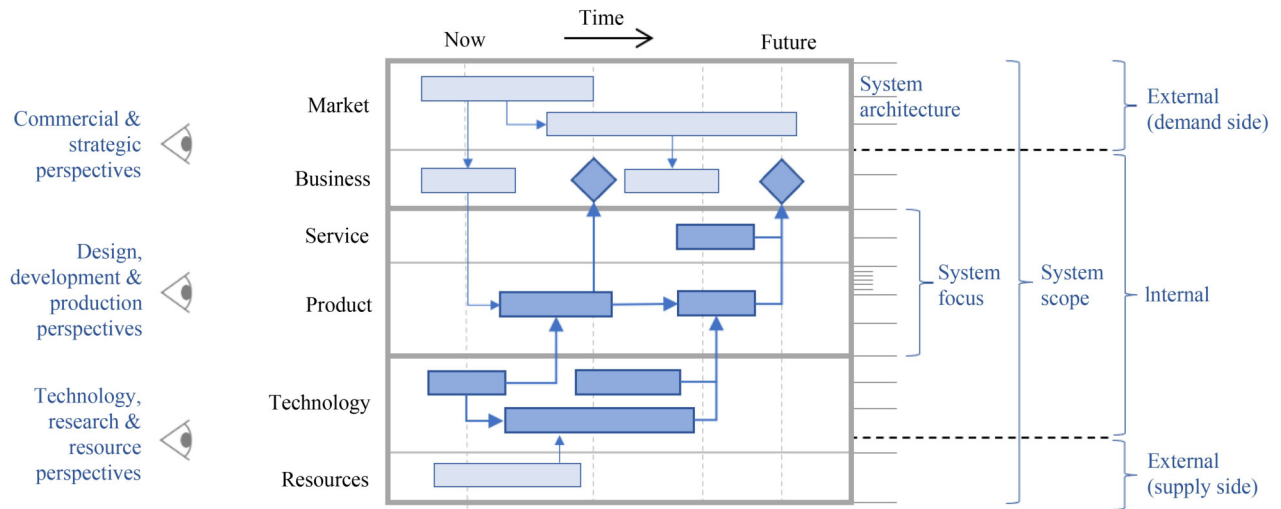 Time
Now
Future
Commercial &
strategic
perspectives
Design,
development &
production
perspectives
Technology,
research &
resource
perspectives
Market
Business
Service
Product
Technology
Resources
System
architecture
System
focus
System
scope
External
(demand side)
Internal
External
(supply side)